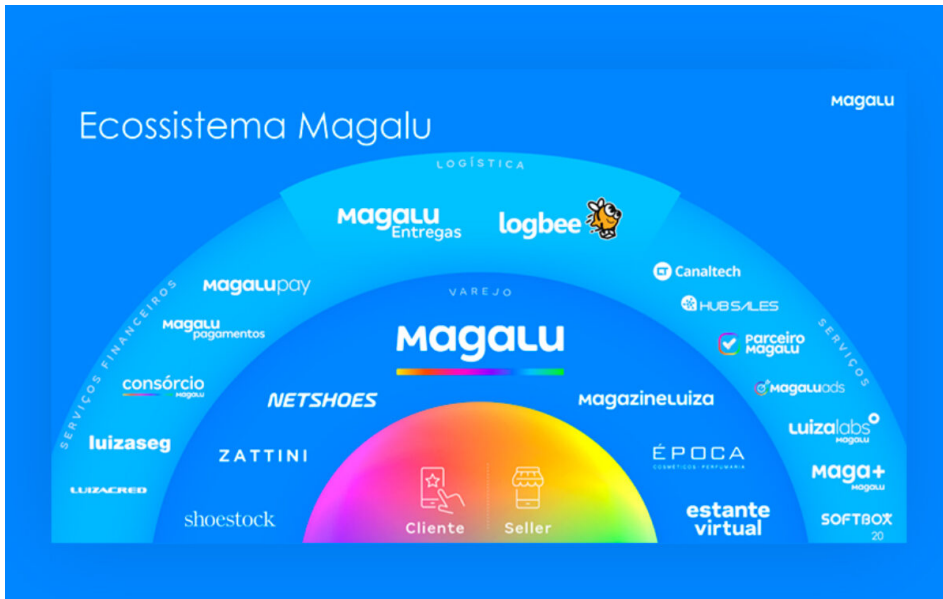 magalu
Ecossistema Magalu
LOGÍSTICA
magalu
Entregas
logbee
SERVIÇOS FINANCEIROS
magalupay
magalu
pagamentos
consórcio
magalu
luizaseg
LUIZACRED
VAREJO
magalu
NETSHOES
magazineluiza
ZATTINI
ÉPOCA
COSMÉTICOS · PERFUMARIA
shoestock
estante
virtual
Cliente
Seller
SERVIÇOS
CT Canaltech
HUBSALES
parceiro
magalu
magaluads
luizalabs
magalu
maga+
magalu
SOFTBOX
20